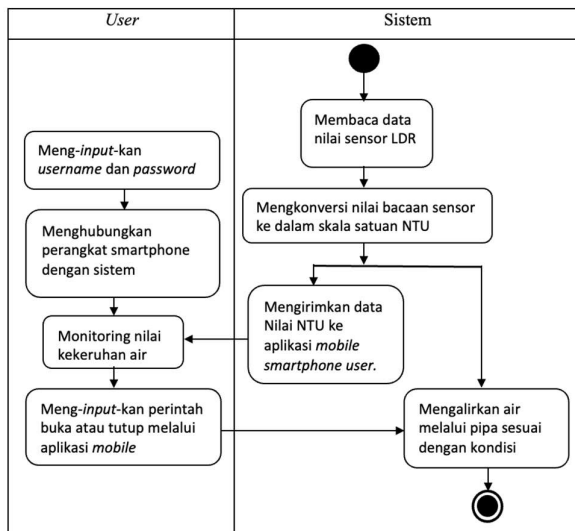 User
Sistem
Membaca data
nilai sensor LDR
Meng-input-kan
username dan password
Mengkonversi nilai bacaan sensor
ke dalam skala satuan NTU
Menghubungkan
perangkat smartphone
dengan sistem
Mengirimkan data
Nilai NTU ke
aplikasi mobile
smartphone user.
Monitoring nilai
kekeruhan air
Meng-input-kan perintah
buka atau tutup melalui
aplikasi mobile
Mengalirkan air
melalui pipa sesuai
dengan kondisi